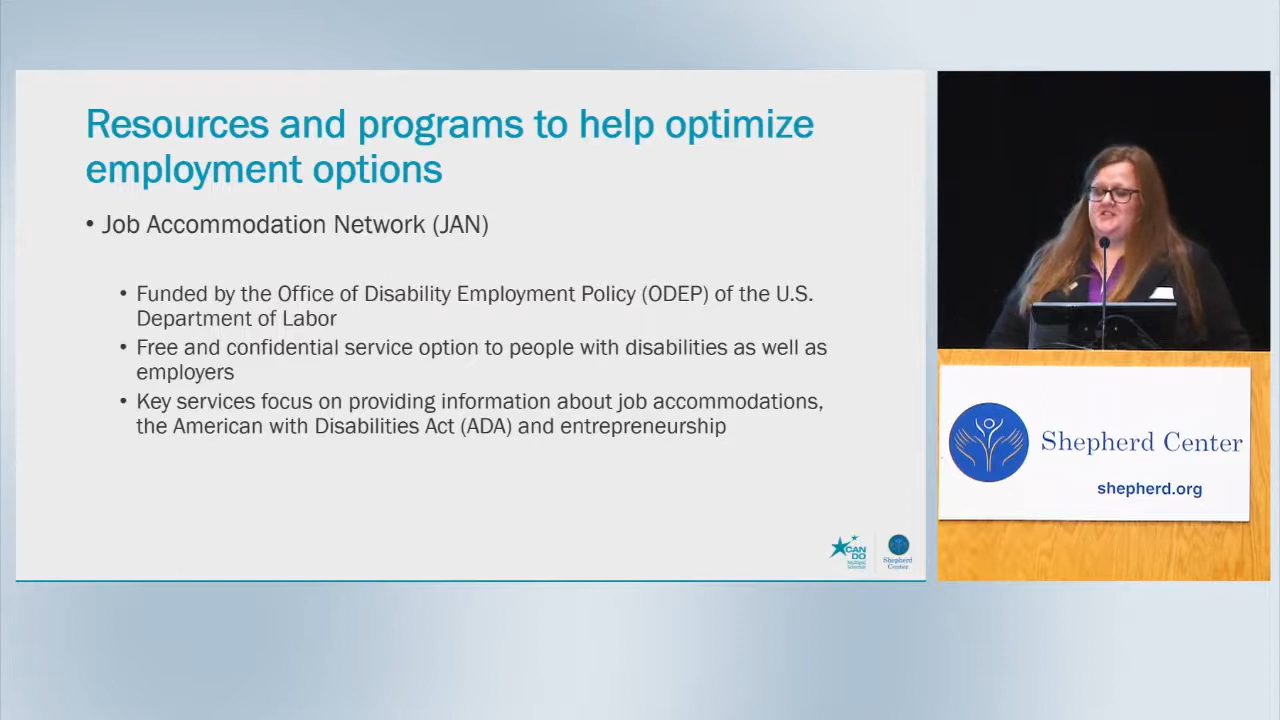 Resources and programs to help optimize
employment options
• Job Accommodation Network (JAN)
• Funded by the Office of Disability Employment Policy (ODEP) of the U.S.
Department of Labor
• Free and confidential service option to people with disabilities as well as
employers
• Key services focus on providing information about job accommodations,
the American with Disabilities Act (ADA) and entrepreneurship
CAN
DO
Multiple
Sclerosis
Shepherd
Center
Shepherd Center
shepherd.org